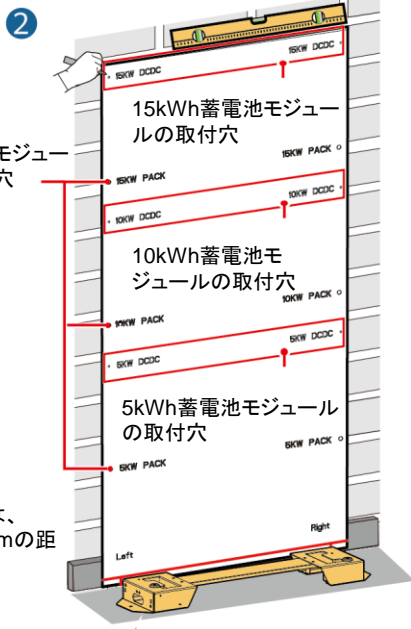 2
15KW DCDC
15KW DCDC
15kWh蓄電池モジュー
ルの取付穴
モジュー
穴
15KW PACK
15KW PACK
10KW DCDC
10KW DCDC
10kWh蓄電池モ
ジュールの取付穴
10KW PACK
10KW PACK
5KW DCDC
5KW DCDC
5kWh蓄電池モジュール
の取付穴
5KW PACK
5KW PACK
は、
mの距
Left
Right